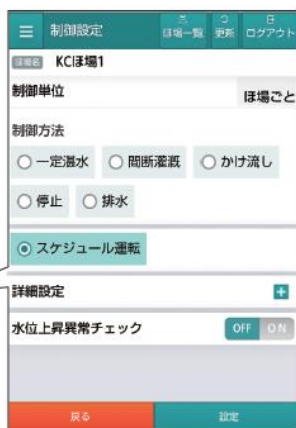 制御設定
ほ場一覧 更新 ログアウト
ほ場名 KCほ場1
制御単位
ほ場ごと
制御方法
一定湛水 間断灌漑 かけ流し
停止 排水
スケジュール運転
詳細設定
水位上昇異常チェック OFF ON
戻る 設定